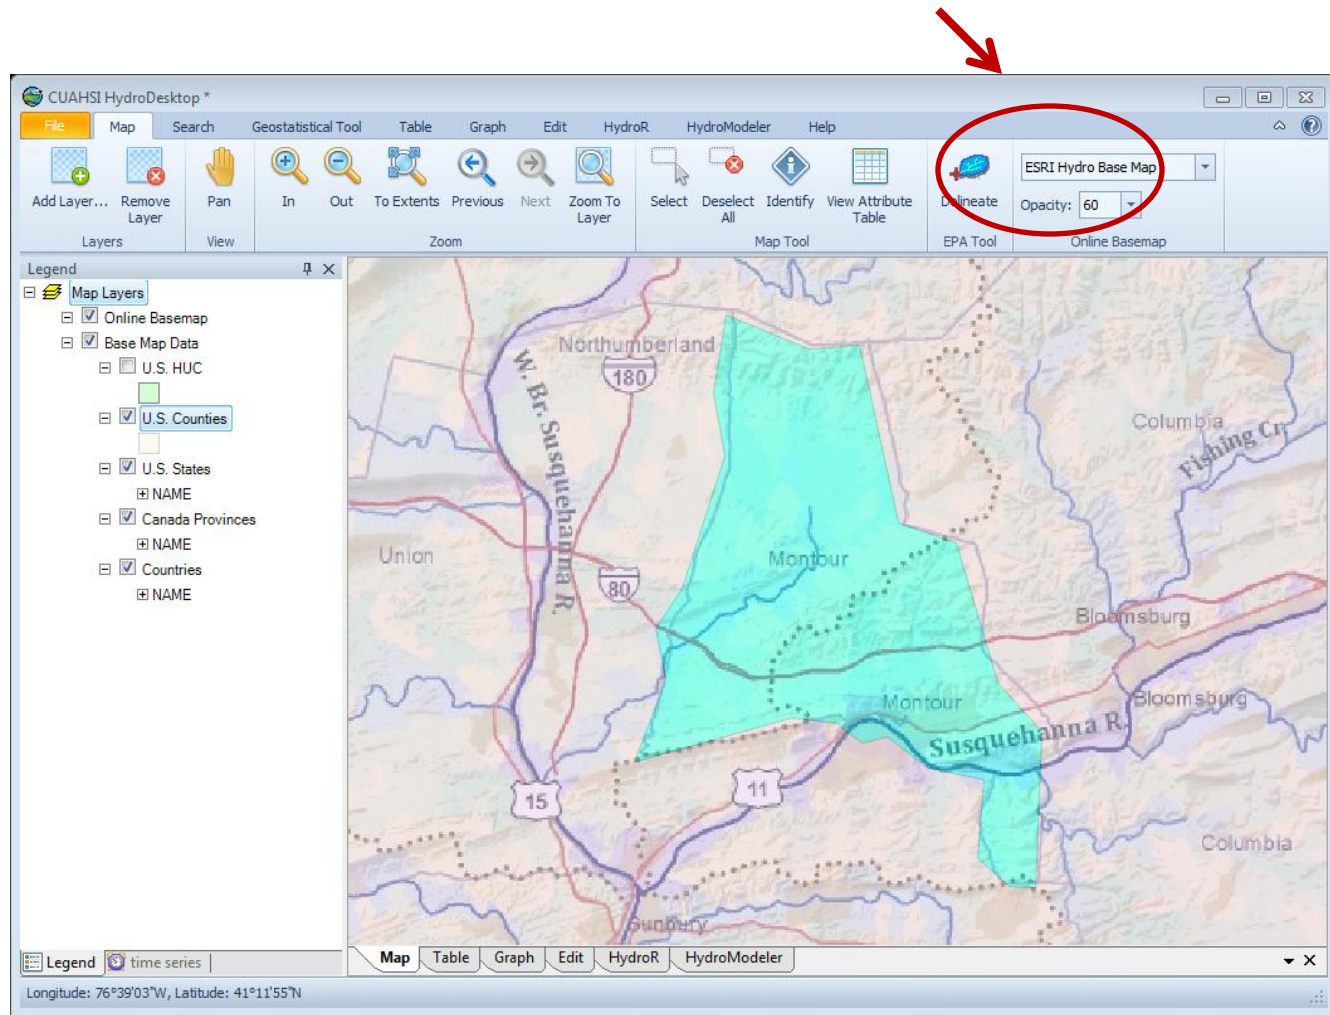 CUAHSI HydroDesktop *
File Map Search Geostatistical Tool Table Graph Edit HydroR HydroModeler Help
Add Layer... Remove Layer Pan In Out To Extents Previous Next Zoom To Layer Select Deselect All Identify View Attribute Table Delineate
ESRI Hydro Base Map
Opacity: 60
Layers View Zoom Map Tool EPA Tool Online Basemap
Legend
Map Layers
Online Basemap
Base Map Data
U.S. HUC
U.S. Counties
U.S. States
NAME
Canada Provinces
NAME
Countries
NAME
Northumberland
180
W. Br. Susquehanna R.
Columbia
Fishing Cr
Union
Montour
80
Bloomsburg
Montour
Bloomsburg
Susquehanna R.
15
11
Columbia
Sunbury
Legend time series
Map Table Graph Edit HydroR HydroModeler
Longitude: 76°39'03"W, Latitude: 41°11'55"N